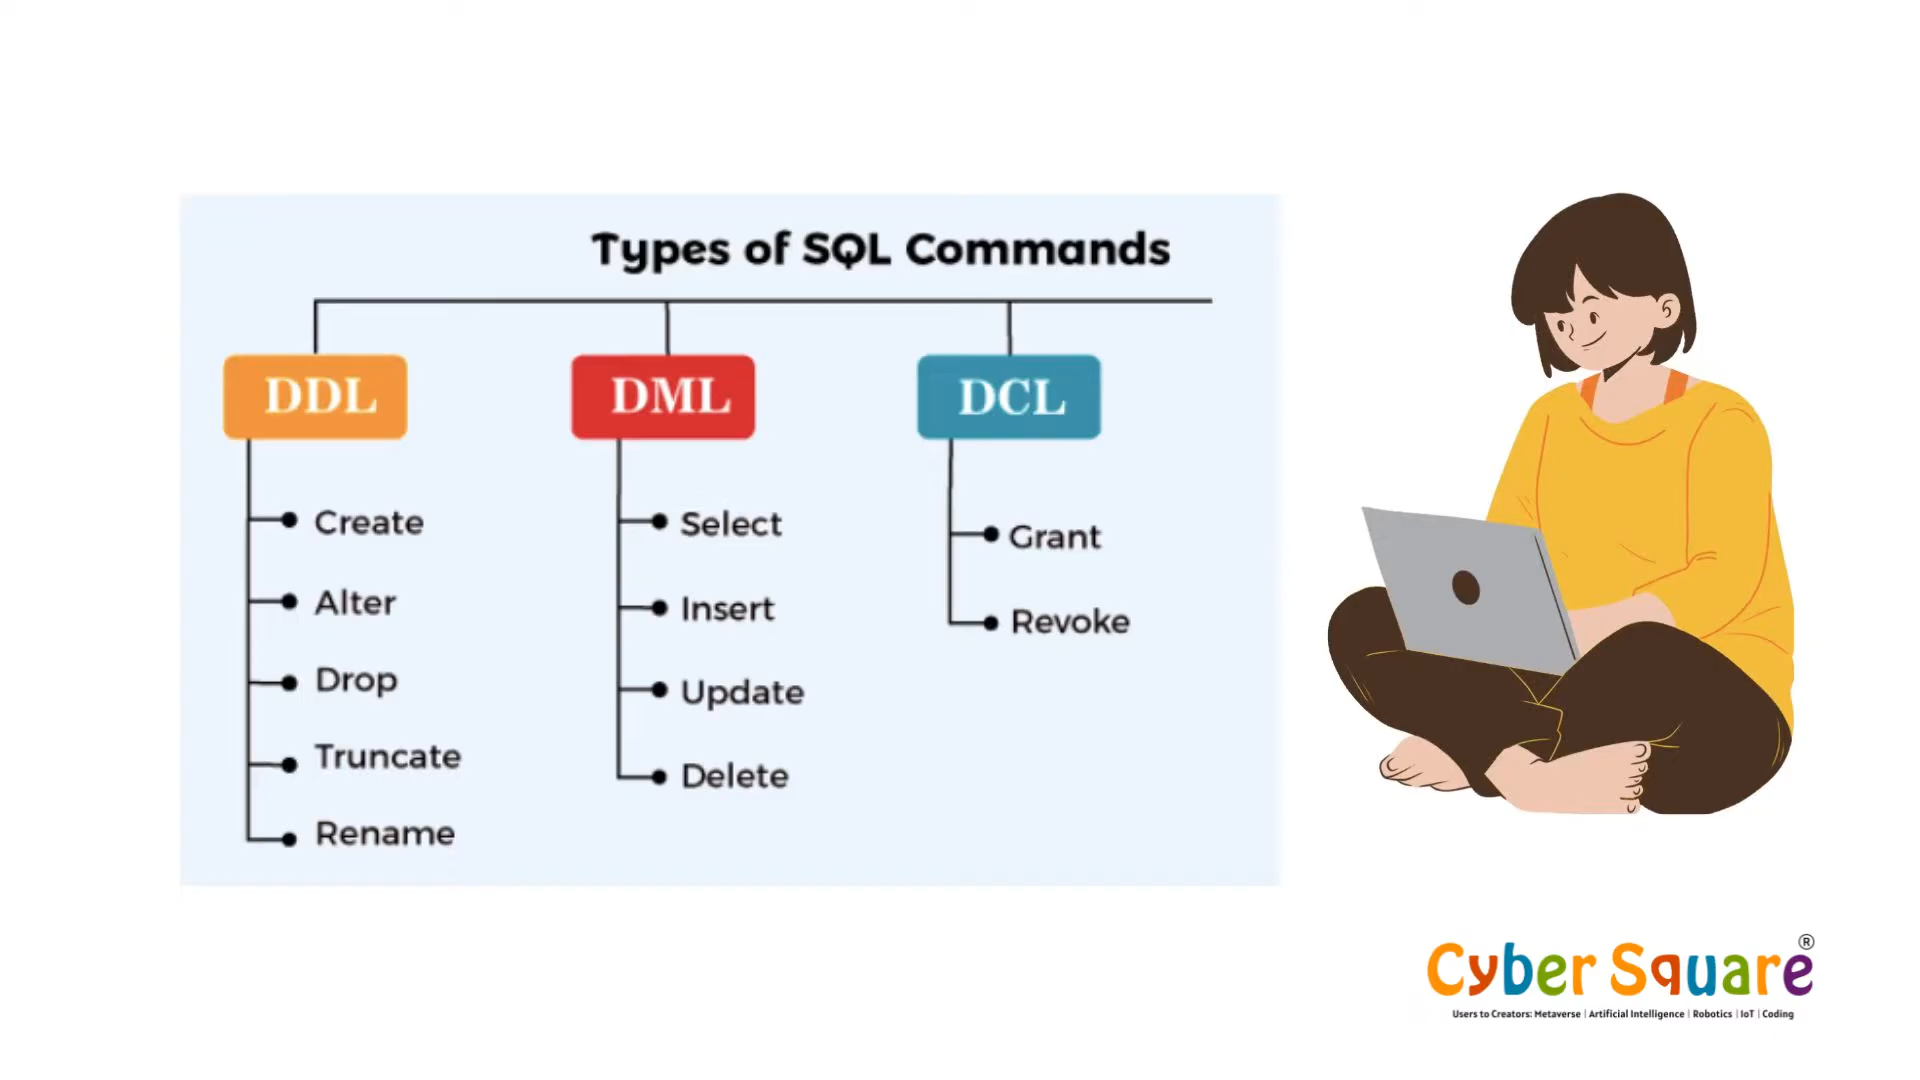 Types of SQL Commands
DDL
Create
Alter
Drop
Truncate
Rename
DML
Select
Insert
Update
Delete
DCL
Grant
Revoke
Cyber Square®
Users to Creators: Metaverse | Artificial Intelligence | Robotics | IoT | Coding